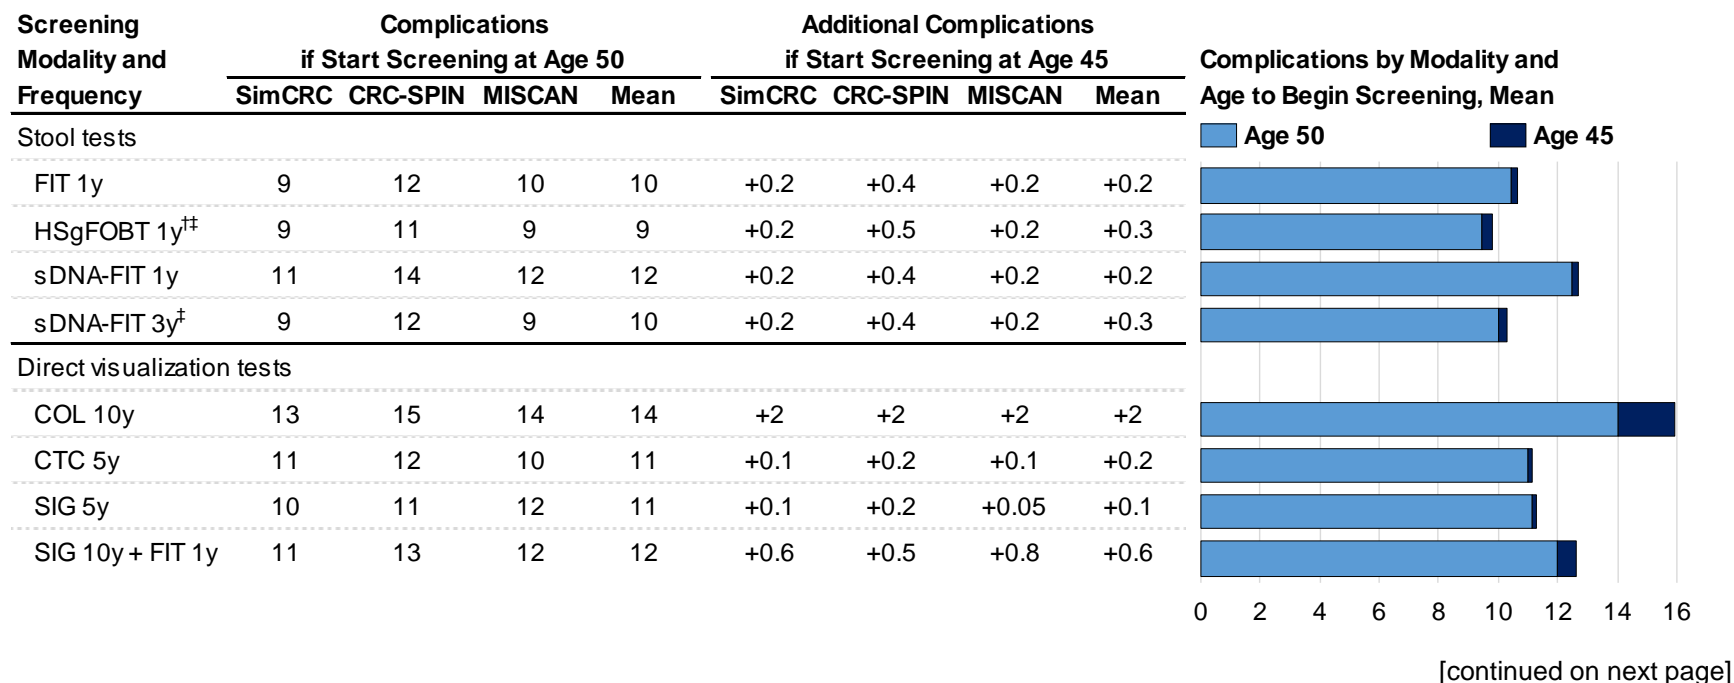 Screening Complications Additional Complications
Modality and if Start Screening at Age 50 if Start Screening at Age 45 Complications by Modality and
Frequency SimCRC CRC-SPIN MISCAN Mean SimCRC CRC-SPIN MISCAN Mean Age to Begin Screening, Mean
Stool tests Age 50 Age 45
FIT 1y 9 12 10 10 +0.2 +0.4 +0.2 +0.2
HSgFOBT 1y†‡ 9 11 9 9 +0.2 +0.5 +0.2 +0.3
sDNA-FIT 1y 11 14 12 12 +0.2 +0.4 +0.2 +0.2
sDNA-FIT 3y‡ 9 12 9 10 +0.2 +0.4 +0.2 +0.3
Direct visualization tests
COL 10y 13 15 14 14 +2 +2 +2 +2
CTC 5y 11 12 10 11 +0.1 +0.2 +0.1 +0.2
SIG 5y 10 11 12 11 +0.1 +0.2 +0.05 +0.1
SIG 10y + FIT 1y 11 13 12 12 +0.6 +0.5 +0.8 +0.6
0 2 4 6 8 10 12 14 16
[continued on next page]